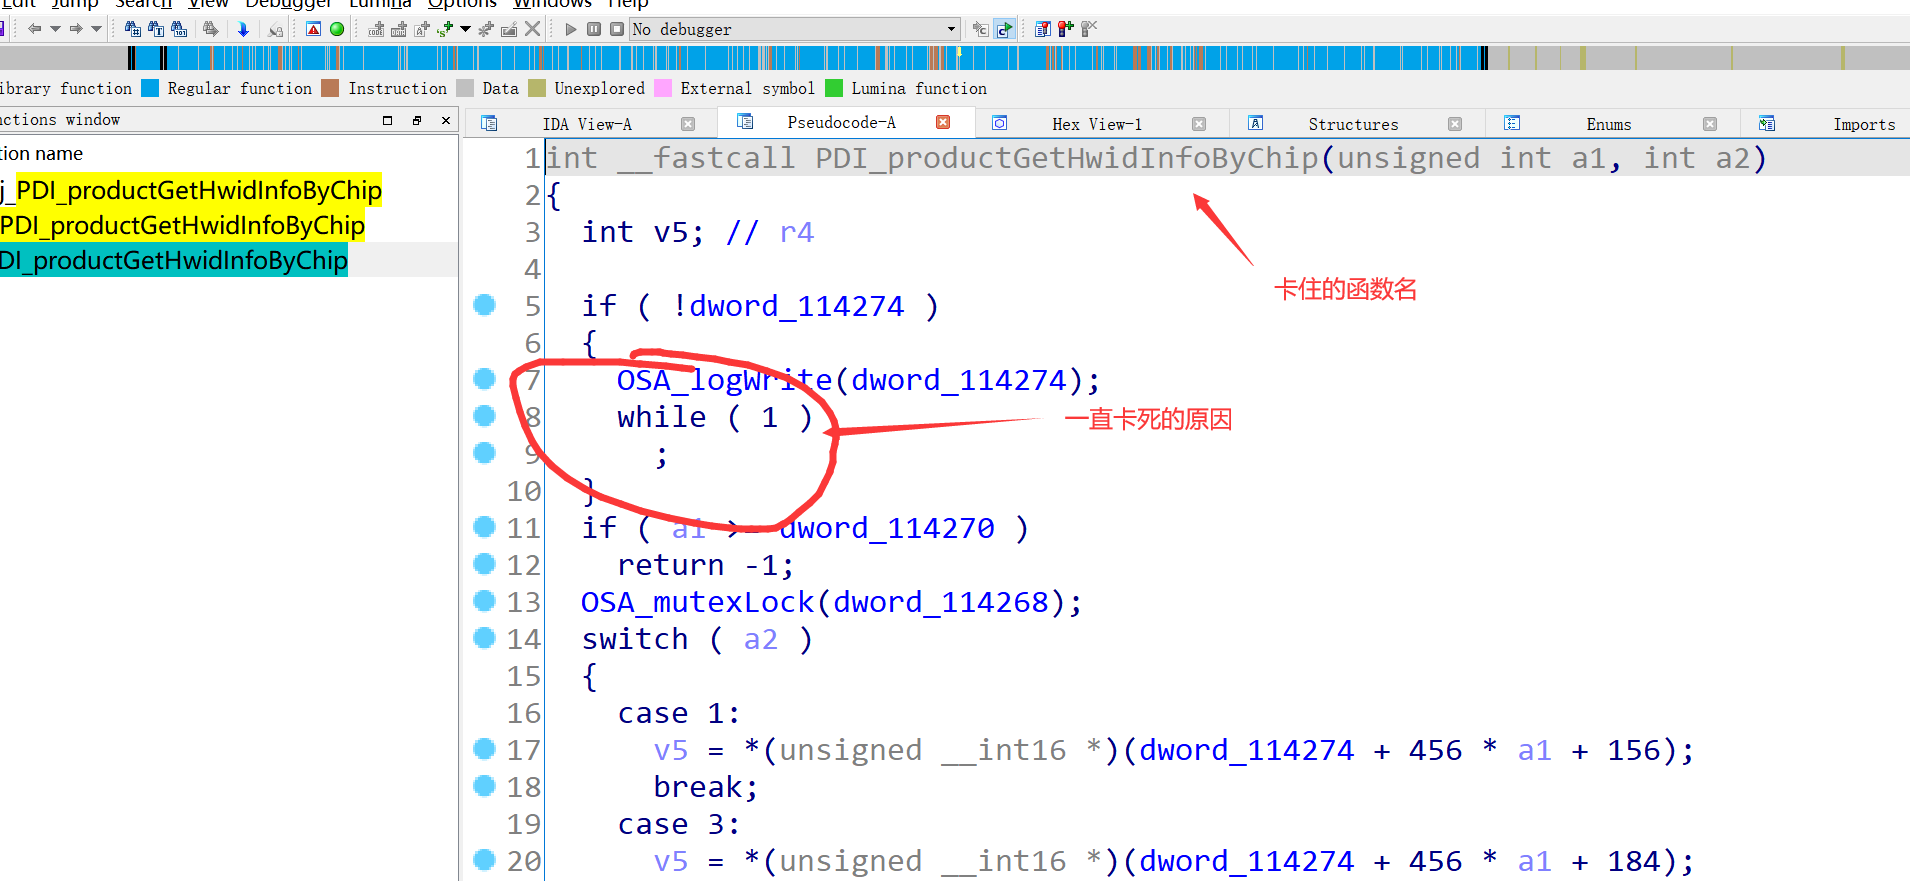 Edit Jump Search View Debugger Lumina Options Windows Help
No debugger
ibrary function Regular function Instruction Data Unexplored External symbol Lumina function
nctions window
IDA View-A Pseudocode-A Hex View-1 Structures Enums Imports
tion name
j_PDI_productGetHwidInfoByChip
PDI_productGetHwidInfoByChip
DI_productGetHwidInfoByChip
1 int __fastcall PDI_productGetHwidInfoByChip(unsigned int a1, int a2)
2 {
3 int v5; // r4
卡住的函数名
4
5 if ( !dword_114274 )
6 {
7 OSA_logWrite(dword_114274);
8 while ( 1 )
一直卡死的原因
9 ;
10 }
11 if ( a1 >= dword_114270 )
12 return -1;
13 OSA_mutexLock(dword_114268);
14 switch ( a2 )
15 {
16 case 1:
17 v5 = *(unsigned __int16 *)(dword_114274 + 456 * a1 + 156);
18 break;
19 case 3:
20 v5 = *(unsigned __int16 *)(dword_114274 + 456 * a1 + 184);